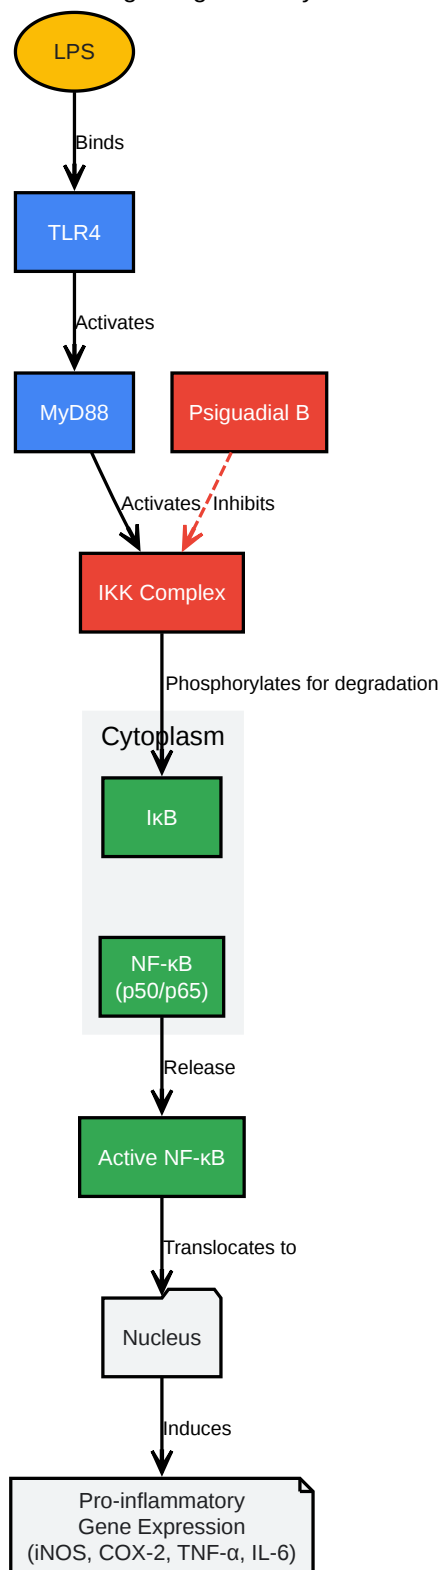 LPS
Binds
TLR4
Activates
MyD88
Psiguadial B
Activates
Inhibits
IKK Complex
Phosphorylates for degradation
Cytoplasm
IκB
NF-κB
(p50/p65)
Release
Active NF-κB
Translocates to
Nucleus
Induces
Pro-inflammatory
Gene Expression
(iNOS, COX-2, TNF-α, IL-6)